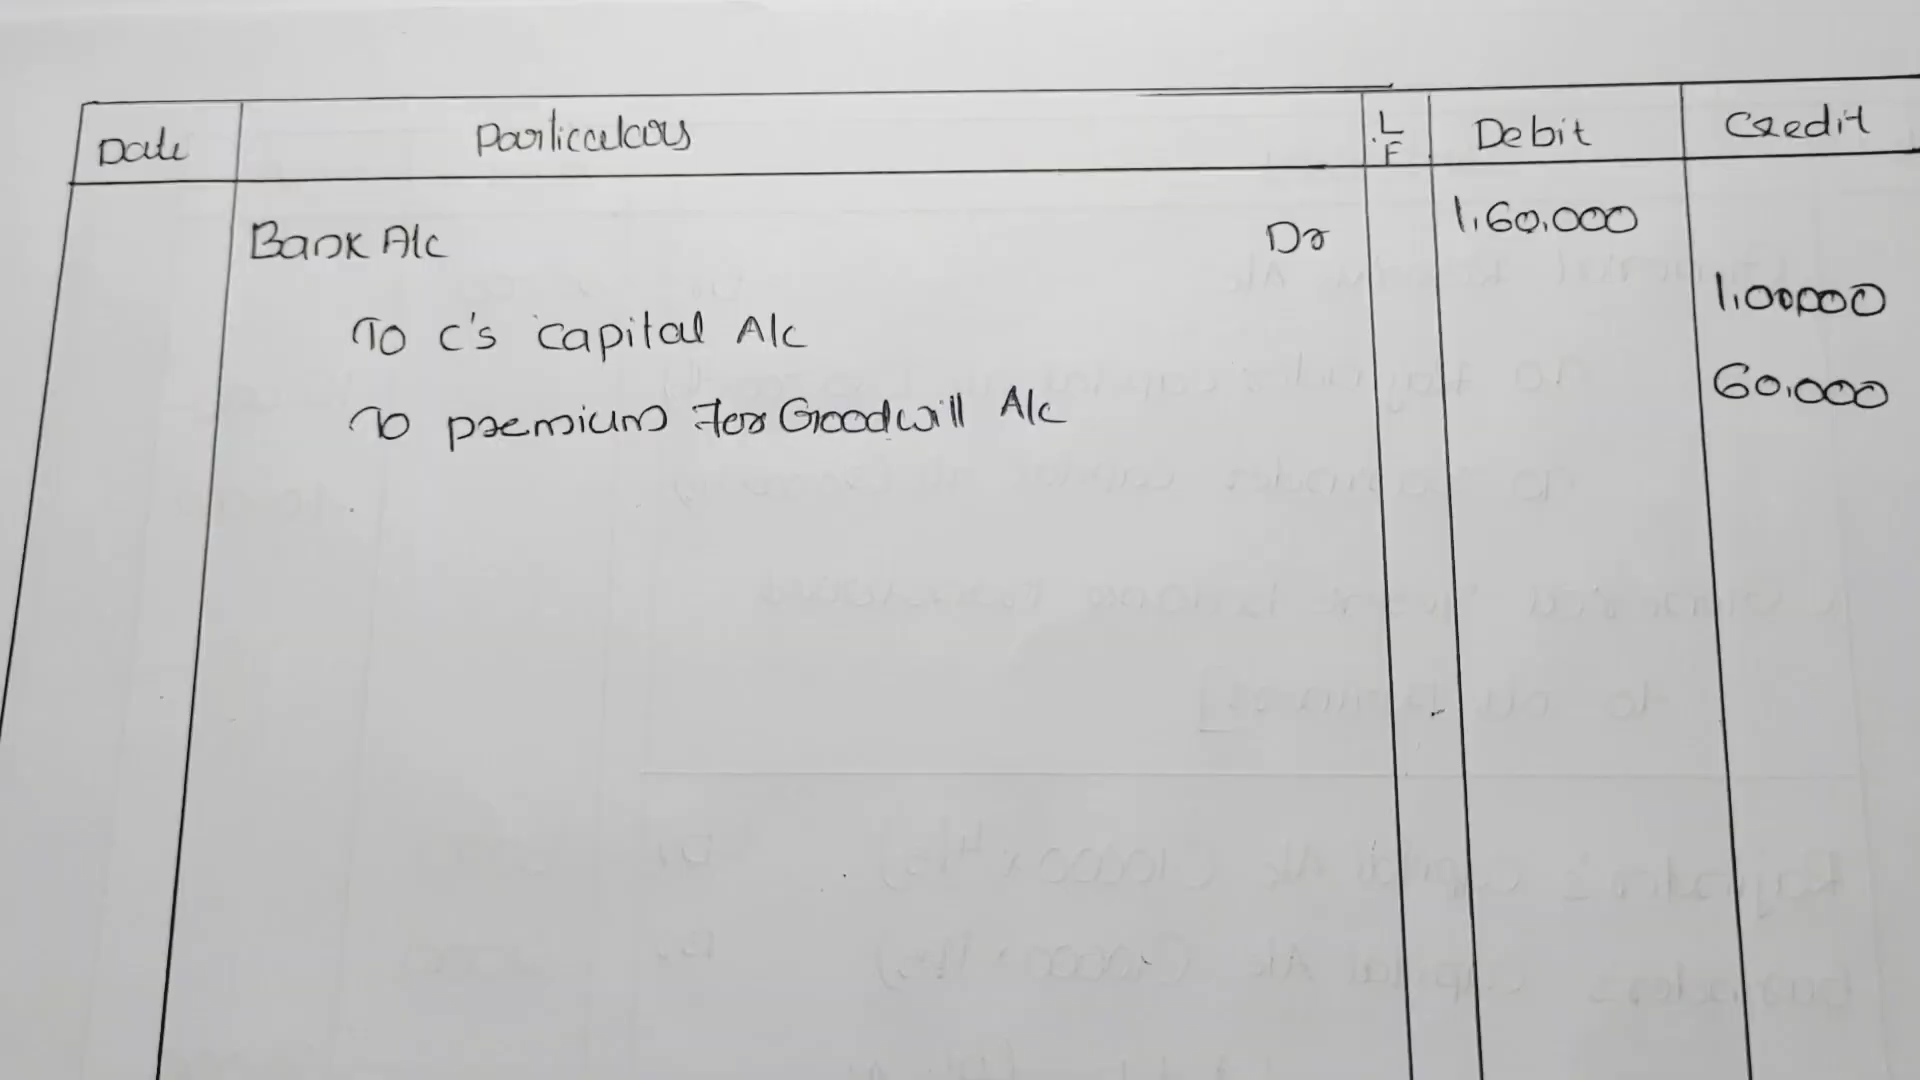 Date Particulars L.F Debit Credit
Bank A/c Dr 1,60,000
To C's capital A/c 1,00,000
To premium for Goodwill A/c 60,000